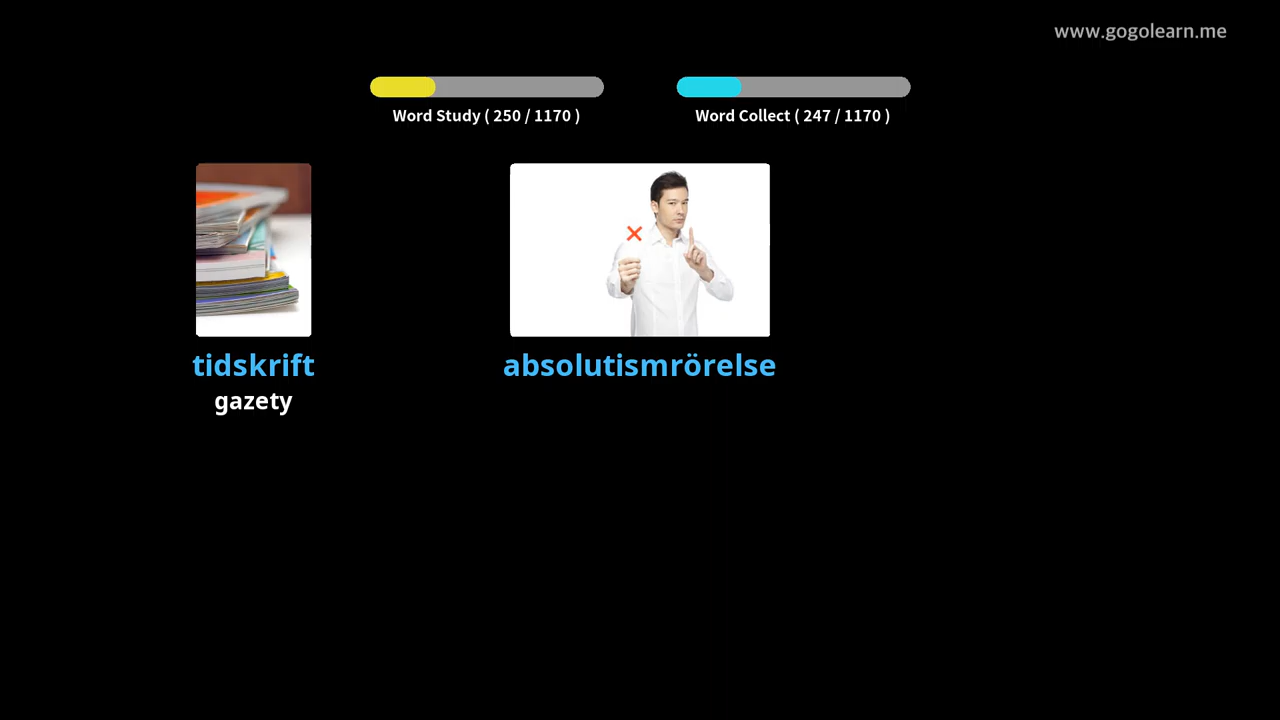 www.gogolearn.me
Word Study ( 250 / 1170 )
Word Collect ( 247 / 1170 )
tidskrift
gazety
absolutismrörelse